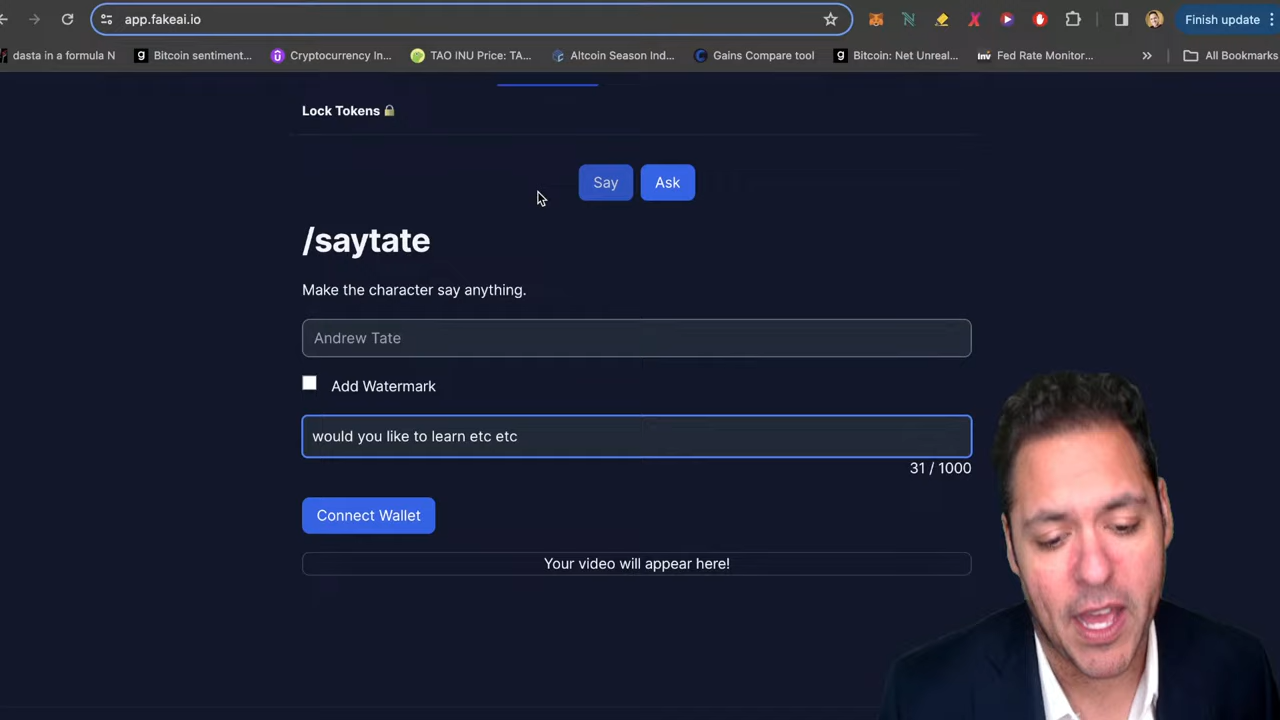 app.fakeai.io
Finish update
dasta in a formula N
Bitcoin sentiment...
Cryptocurrency In...
TAO INU Price: TA...
Altcoin Season Ind...
Gains Compare tool
Bitcoin: Net Unreal...
Inv
Fed Rate Monitor...
»
All Bookmarks
Lock Tokens
Say
Ask
/saytate
Make the character say anything.
Andrew Tate
Add Watermark
would you like to learn etc etc
31 / 1000
Connect Wallet
Your video will appear here!